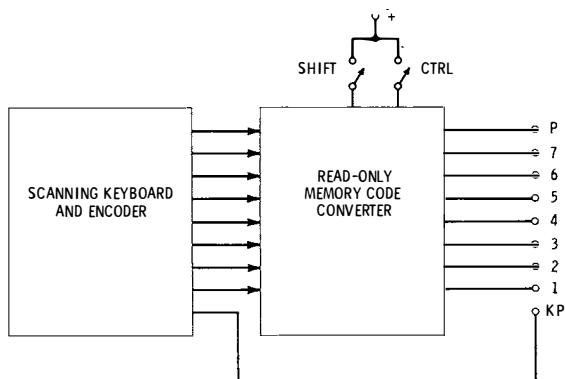 +
SHIFT
CTRL
SCANNING KEYBOARD
AND ENCODER
READ-ONLY
MEMORY CODE
CONVERTER
P
7
6
5
4
3
2
1
KP